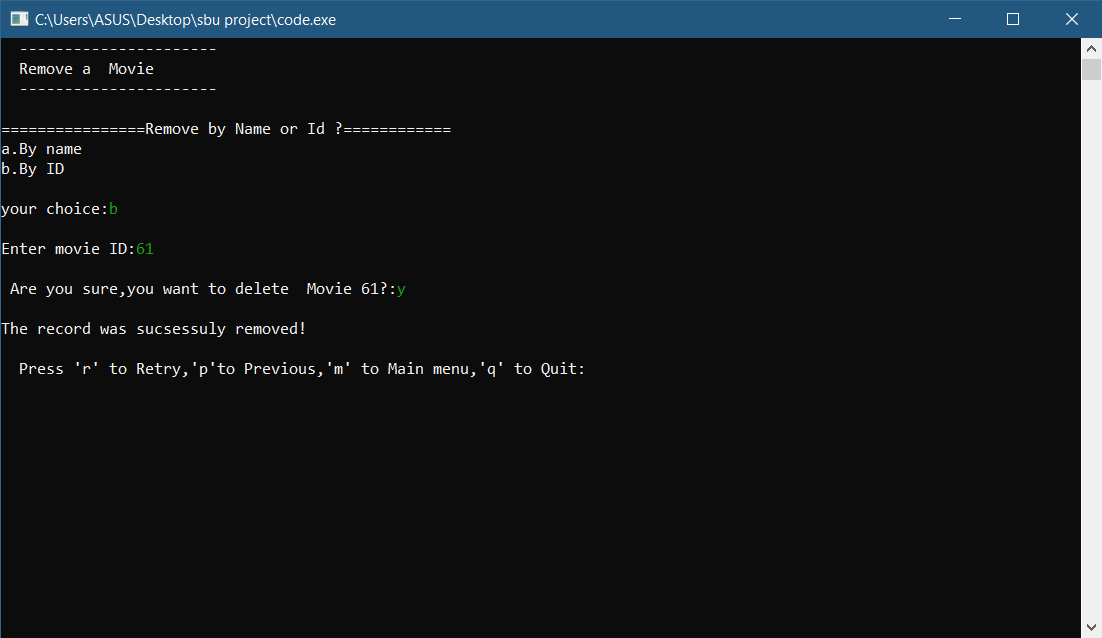 C:\Users\ASUS\Desktop\sbu project\code.exe
----------------------
Remove a  Movie
----------------------
================Remove by Name or Id ?============
a.By name
b.By ID
your choice:b
Enter movie ID:61
Are you sure,you want to delete  Movie 61?:y
The record was sucsessuly removed!
Press 'r' to Retry,'p'to Previous,'m' to Main menu,'q' to Quit: